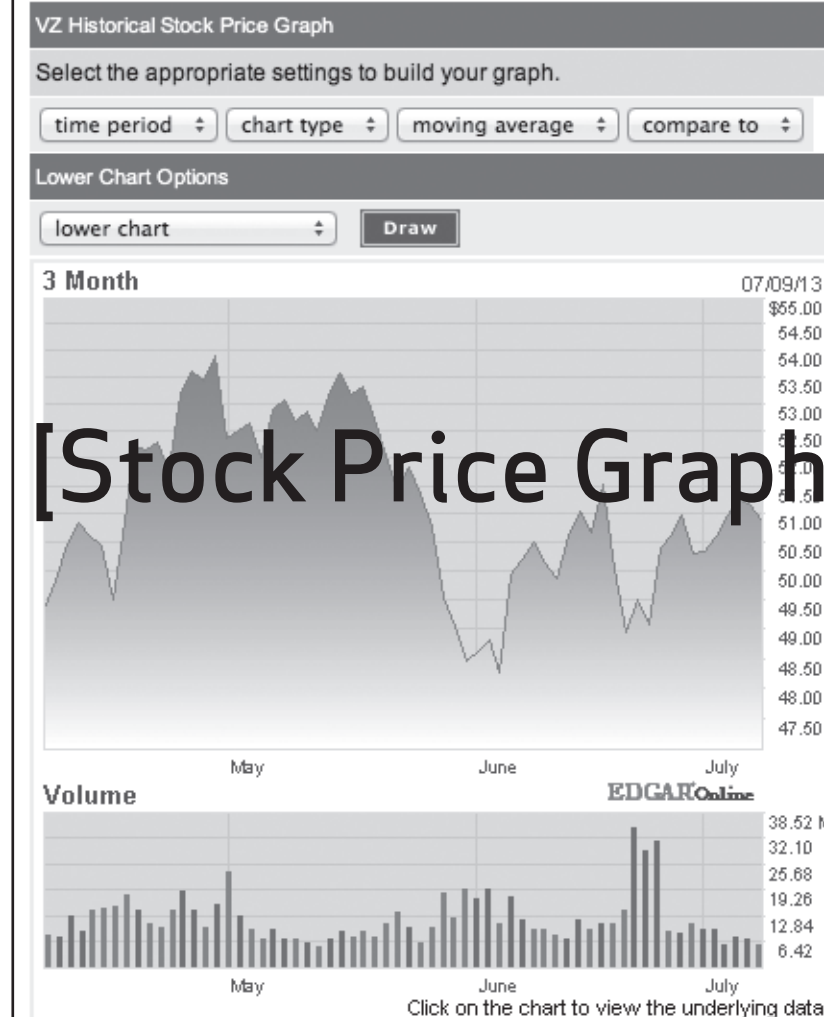 VZ Historical Stock Price Graph
Select the appropriate settings to build your graph.
time period chart type moving average compare to
Lower Chart Options
lower chart Draw
3 Month 07/09/13
$55.00
54.50
54.00
53.50
53.00
[Stock Price Graph
51.00
50.50
50.00
49.50
49.00
48.50
48.00
47.50
May June July
Volume EDGAR Online
38.52 M
32.10
25.68
19.26
12.84
6.42
May June July
Click on the chart to view the underlying data